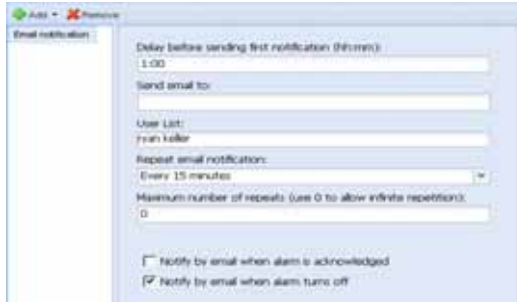 Add Remove
Email notification
Delay before sending first notification (hh:mm):
1:00
Send email to:
User List:
ryan keller
Repeat email notification:
Every 15 minutes
Maximum number of repeats (use 0 to allow infinite repetition):
0
Notify by email when alarm is acknowledged
Notify by email when alarm turns off